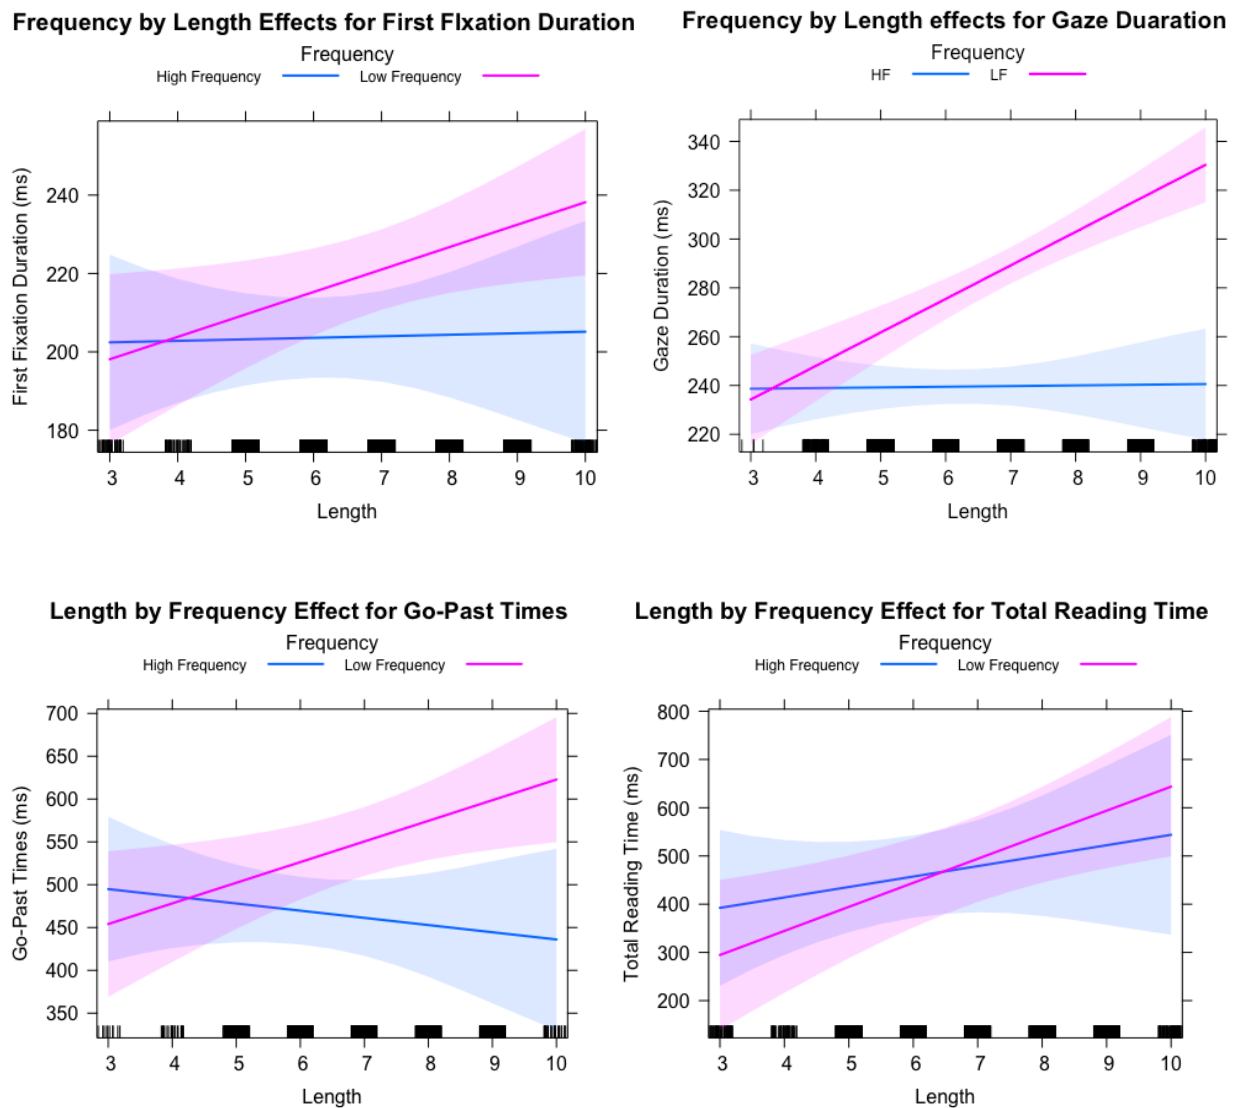 Frequency by Length Effects for First FIxation Duration
Frequency
High Frequency Low Frequency
First Fixation Duration (ms)
240
220
200
180
3 4 5 6 7 8 9 10
Length
Frequency by Length effects for Gaze Duaration
Frequency
HF LF
Gaze Duration (ms)
340
320
300
280
260
240
220
3 4 5 6 7 8 9 10
Length
Length by Frequency Effect for Go-Past Times
Frequency
High Frequency Low Frequency
Go-Past Times (ms)
700
650
600
550
500
450
400
350
3 4 5 6 7 8 9 10
Length
Length by Frequency Effect for Total Reading Time
Frequency
High Frequency Low Frequency
Total Reading Time (ms)
800
700
600
500
400
300
200
3 4 5 6 7 8 9 10
Length